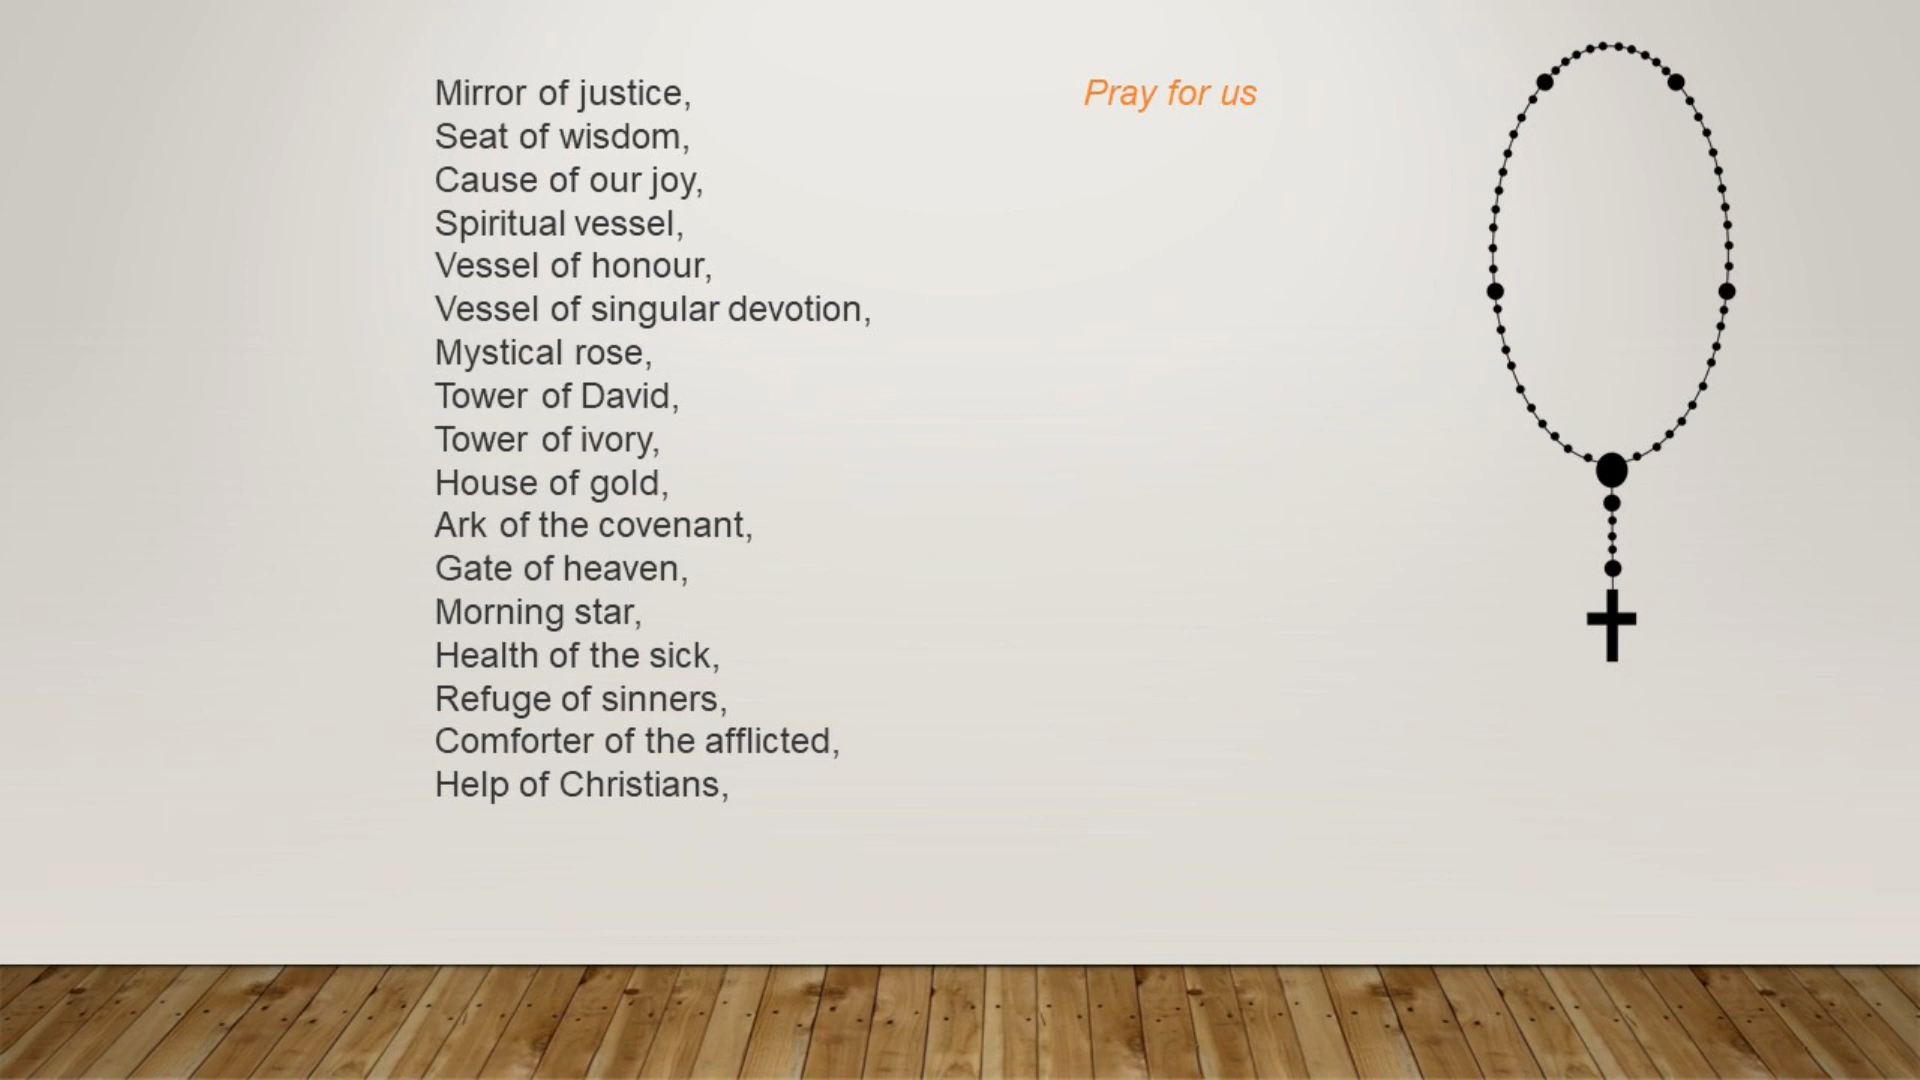 Mirror of justice, Pray for us
Seat of wisdom,
Cause of our joy,
Spiritual vessel,
Vessel of honour,
Vessel of singular devotion,
Mystical rose,
Tower of David,
Tower of ivory,
House of gold,
Ark of the covenant,
Gate of heaven,
Morning star,
Health of the sick,
Refuge of sinners,
Comforter of the afflicted,
Help of Christians,